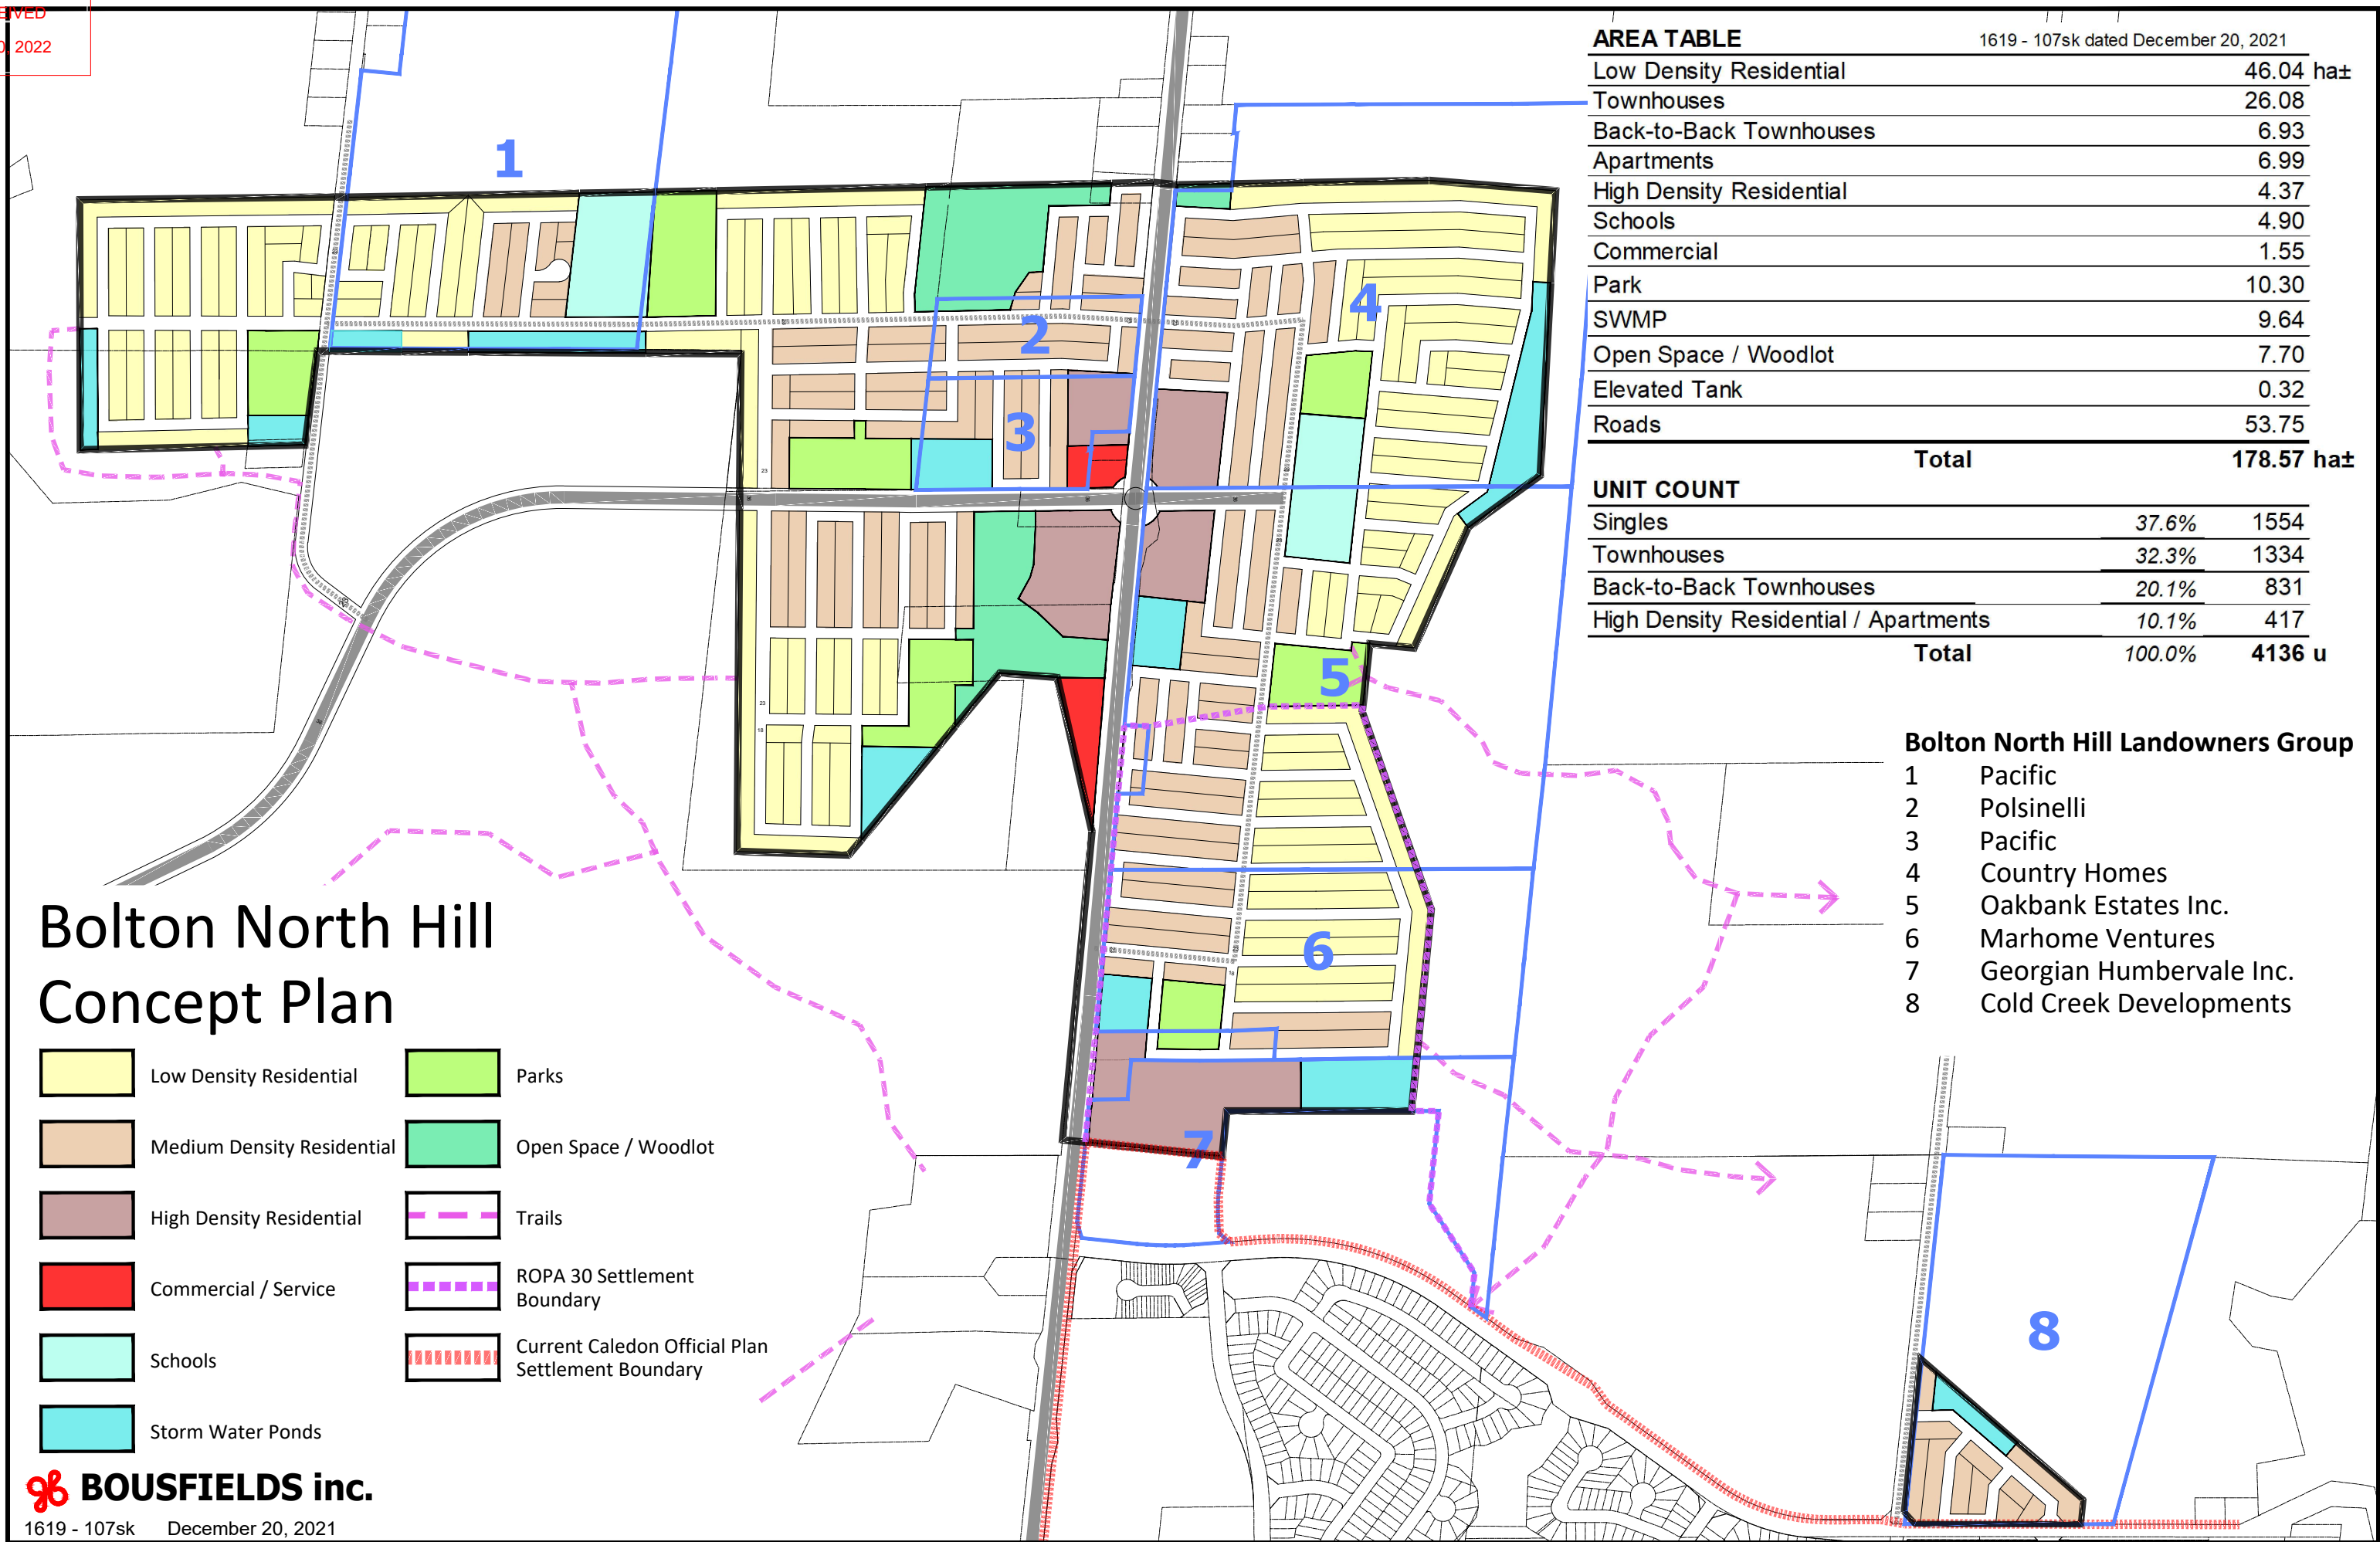 EIVED
0, 2022
AREA TABLE 1619 - 107sk dated December 20, 2021
Low Density Residential 46.04 ha±
Townhouses 26.08
Back-to-Back Townhouses 6.93
Apartments 6.99
High Density Residential 4.37
Schools 4.90
Commercial 1.55
Park 10.30
SWMP 9.64
Open Space / Woodlot 7.70
Elevated Tank 0.32
Roads 53.75
Total 178.57 ha±
UNIT COUNT
Singles 37.6% 1554
Townhouses 32.3% 1334
Back-to-Back Townhouses 20.1% 831
High Density Residential / Apartments 10.1% 417
Total 100.0% 4136 u
Bolton North Hill Landowners Group
1 Pacific
2 Polsinelli
3 Pacific
4 Country Homes
5 Oakbank Estates Inc.
6 Marhome Ventures
7 Georgian Humbervale Inc.
8 Cold Creek Developments
1
2
3
4
5
6
7
8
23
23
18
18
Bolton North Hill
Concept Plan
Low Density Residential
Medium Density Residential
High Density Residential
Commercial / Service
Schools
Storm Water Ponds
Parks
Open Space / Woodlot
Trails
ROPA 30 Settlement
Boundary
Current Caledon Official Plan
Settlement Boundary
BOUSFIELDS inc.
1619 - 107sk December 20, 2021